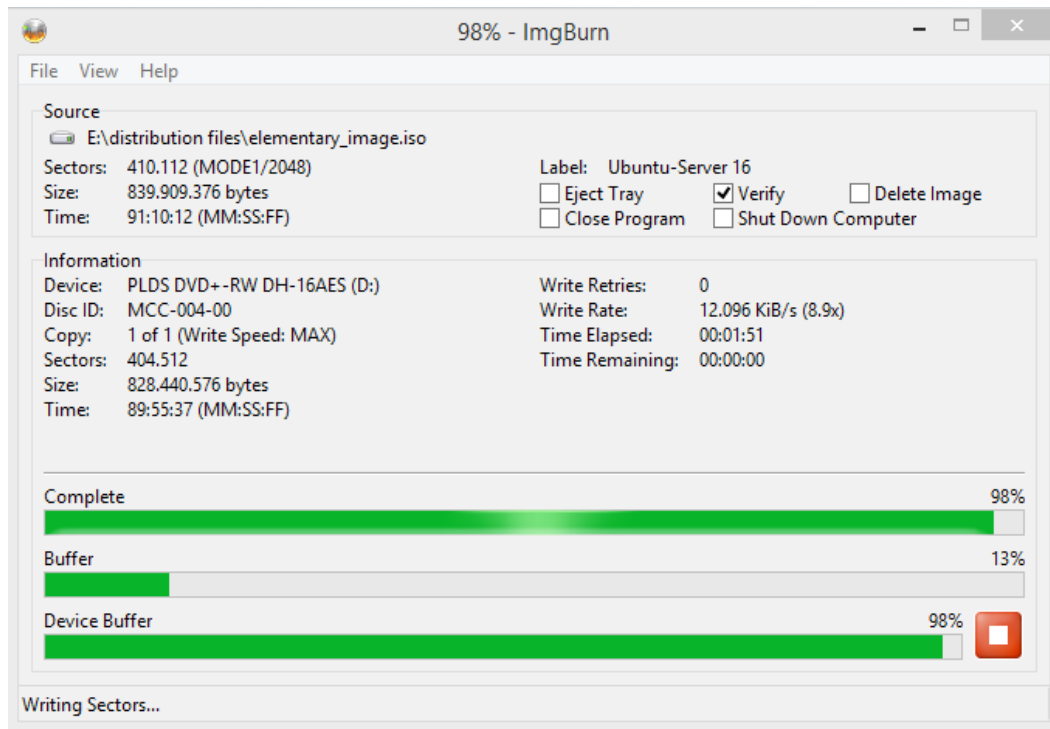 98% - ImgBurn
File View Help
Source
E:\distribution files\elementary_image.iso
Sectors: 410.112 (MODE1/2048)
Size: 839.909.376 bytes
Time: 91:10:12 (MM:SS:FF)
Label: Ubuntu-Server 16
Eject Tray Verify Delete Image
Close Program Shut Down Computer
Information
Device: PLDS DVD+-RW DH-16AES (D:)
Disc ID: MCC-004-00
Copy: 1 of 1 (Write Speed: MAX)
Sectors: 404.512
Size: 828.440.576 bytes
Time: 89:55:37 (MM:SS:FF)
Write Retries: 0
Write Rate: 12.096 KiB/s (8.9x)
Time Elapsed: 00:01:51
Time Remaining: 00:00:00
Complete 98%
Buffer 13%
Device Buffer 98%
Writing Sectors...